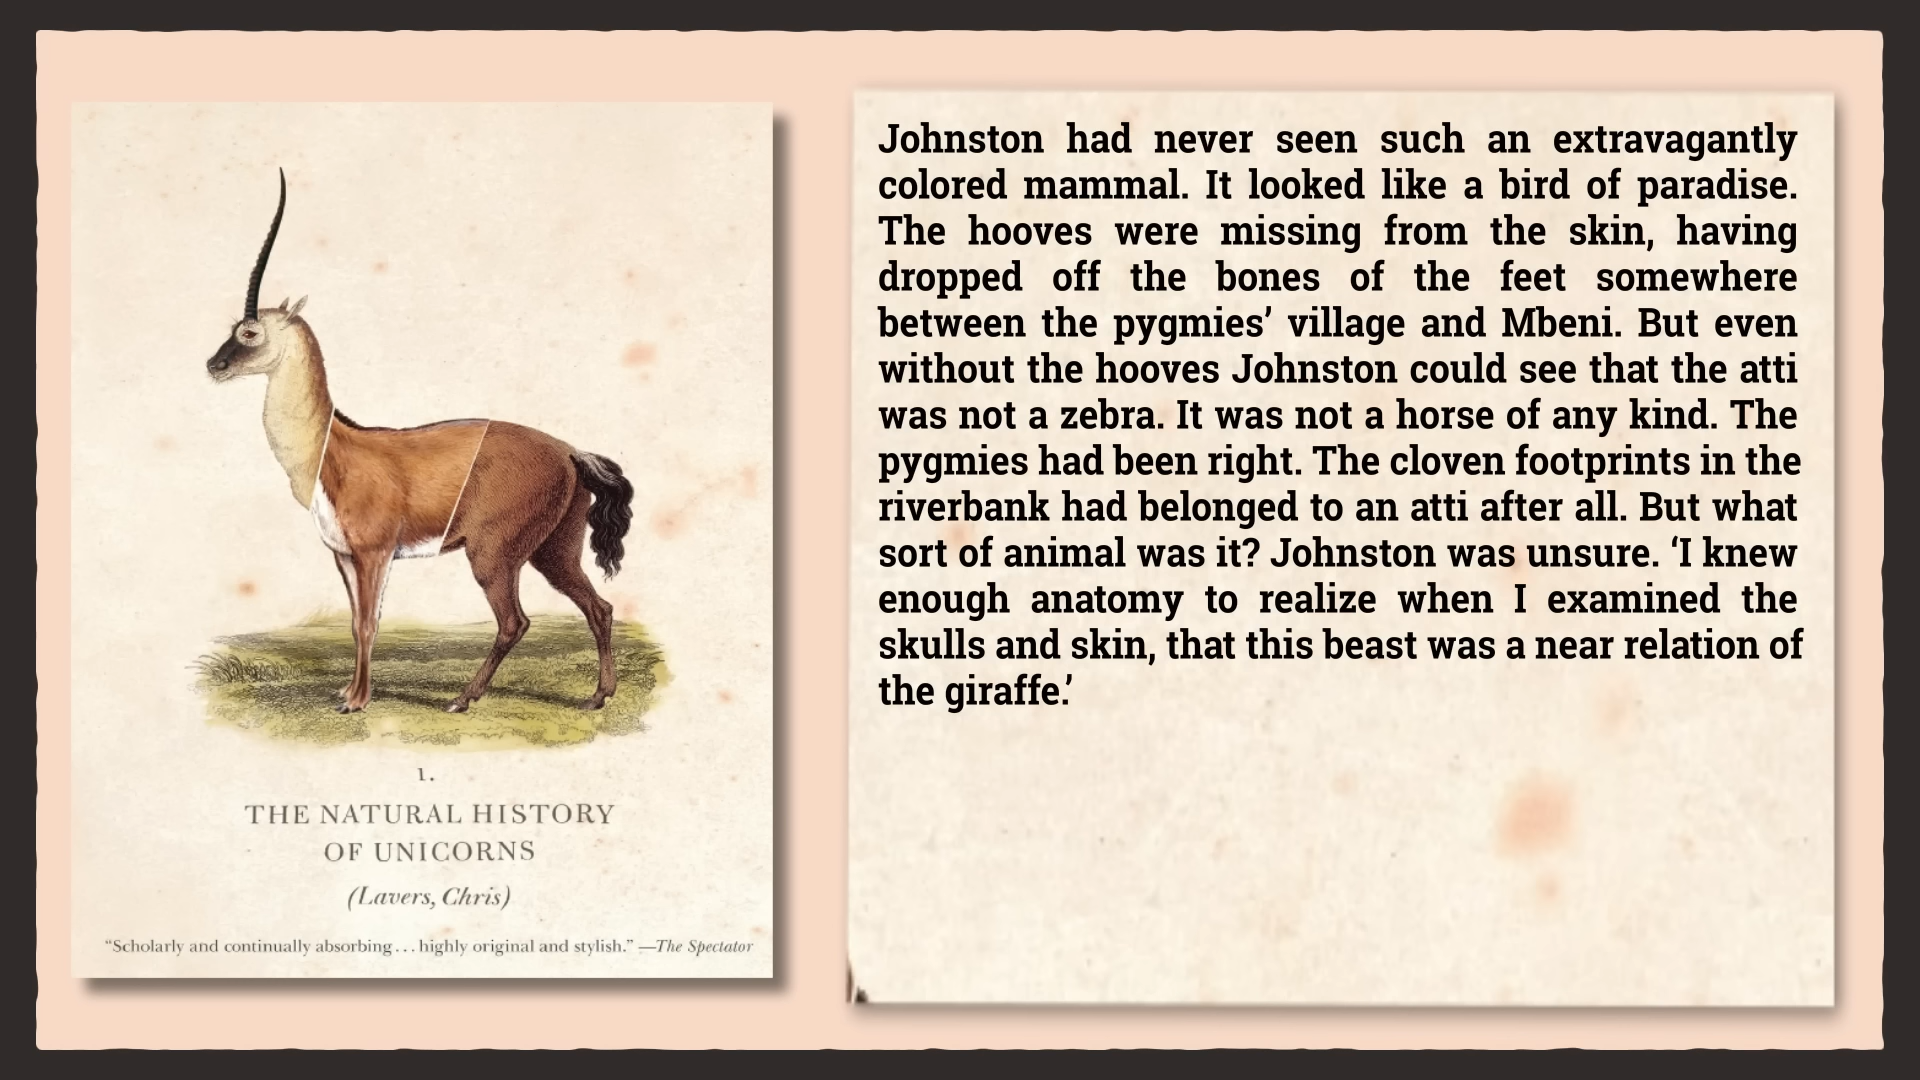 1.
THE NATURAL HISTORY
OF UNICORNS
(Lavers, Chris)
“Scholarly and continually absorbing . . . highly original and stylish.” —The Spectator
Johnston had never seen such an extravagantly
colored mammal. It looked like a bird of paradise.
The hooves were missing from the skin, having
dropped off the bones of the feet somewhere
between the pygmies’ village and Mbeni. But even
without the hooves Johnston could see that the atti
was not a zebra. It was not a horse of any kind. The
pygmies had been right. The cloven footprints in the
riverbank had belonged to an atti after all. But what
sort of animal was it? Johnston was unsure. ‘I knew
enough anatomy to realize when I examined the
skulls and skin, that this beast was a near relation of
the giraffe.’